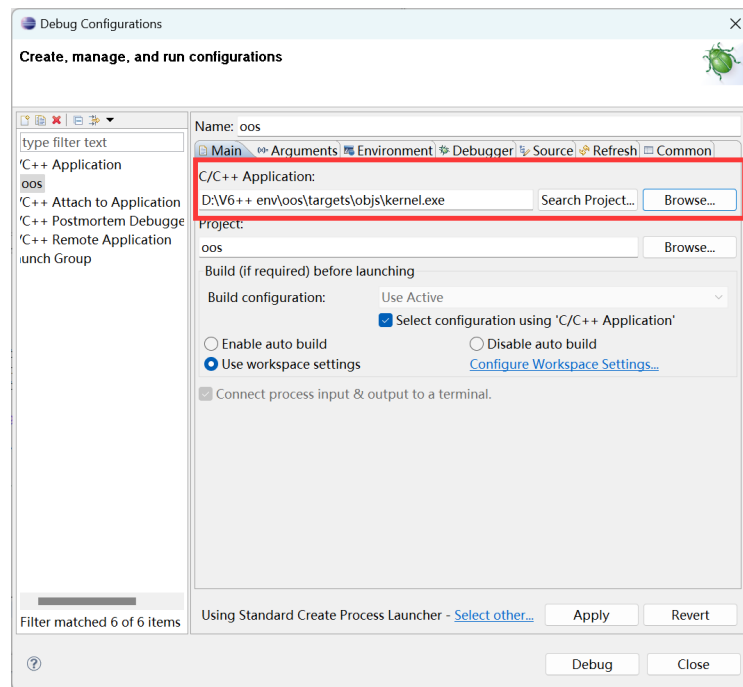 Debug Configurations
Create, manage, and run configurations
type filter text
'C++ Application
oos
'C++ Attach to Application
'C++ Postmortem Debugge
'C++ Remote Application
unch Group
Filter matched 6 of 6 items
Name: oos
Main Arguments Environment Debugger Source Refresh Common
C/C++ Application:
D:\V6++ env\oos\targets\objs\kernel.exe Search Project... Browse...
Project:
oos Browse...
Build (if required) before launching
Build configuration: Use Active
Select configuration using 'C/C++ Application'
Enable auto build Disable auto build
Use workspace settings Configure Workspace Settings...
Connect process input & output to a terminal.
Using Standard Create Process Launcher - Select other... Apply Revert
Debug Close